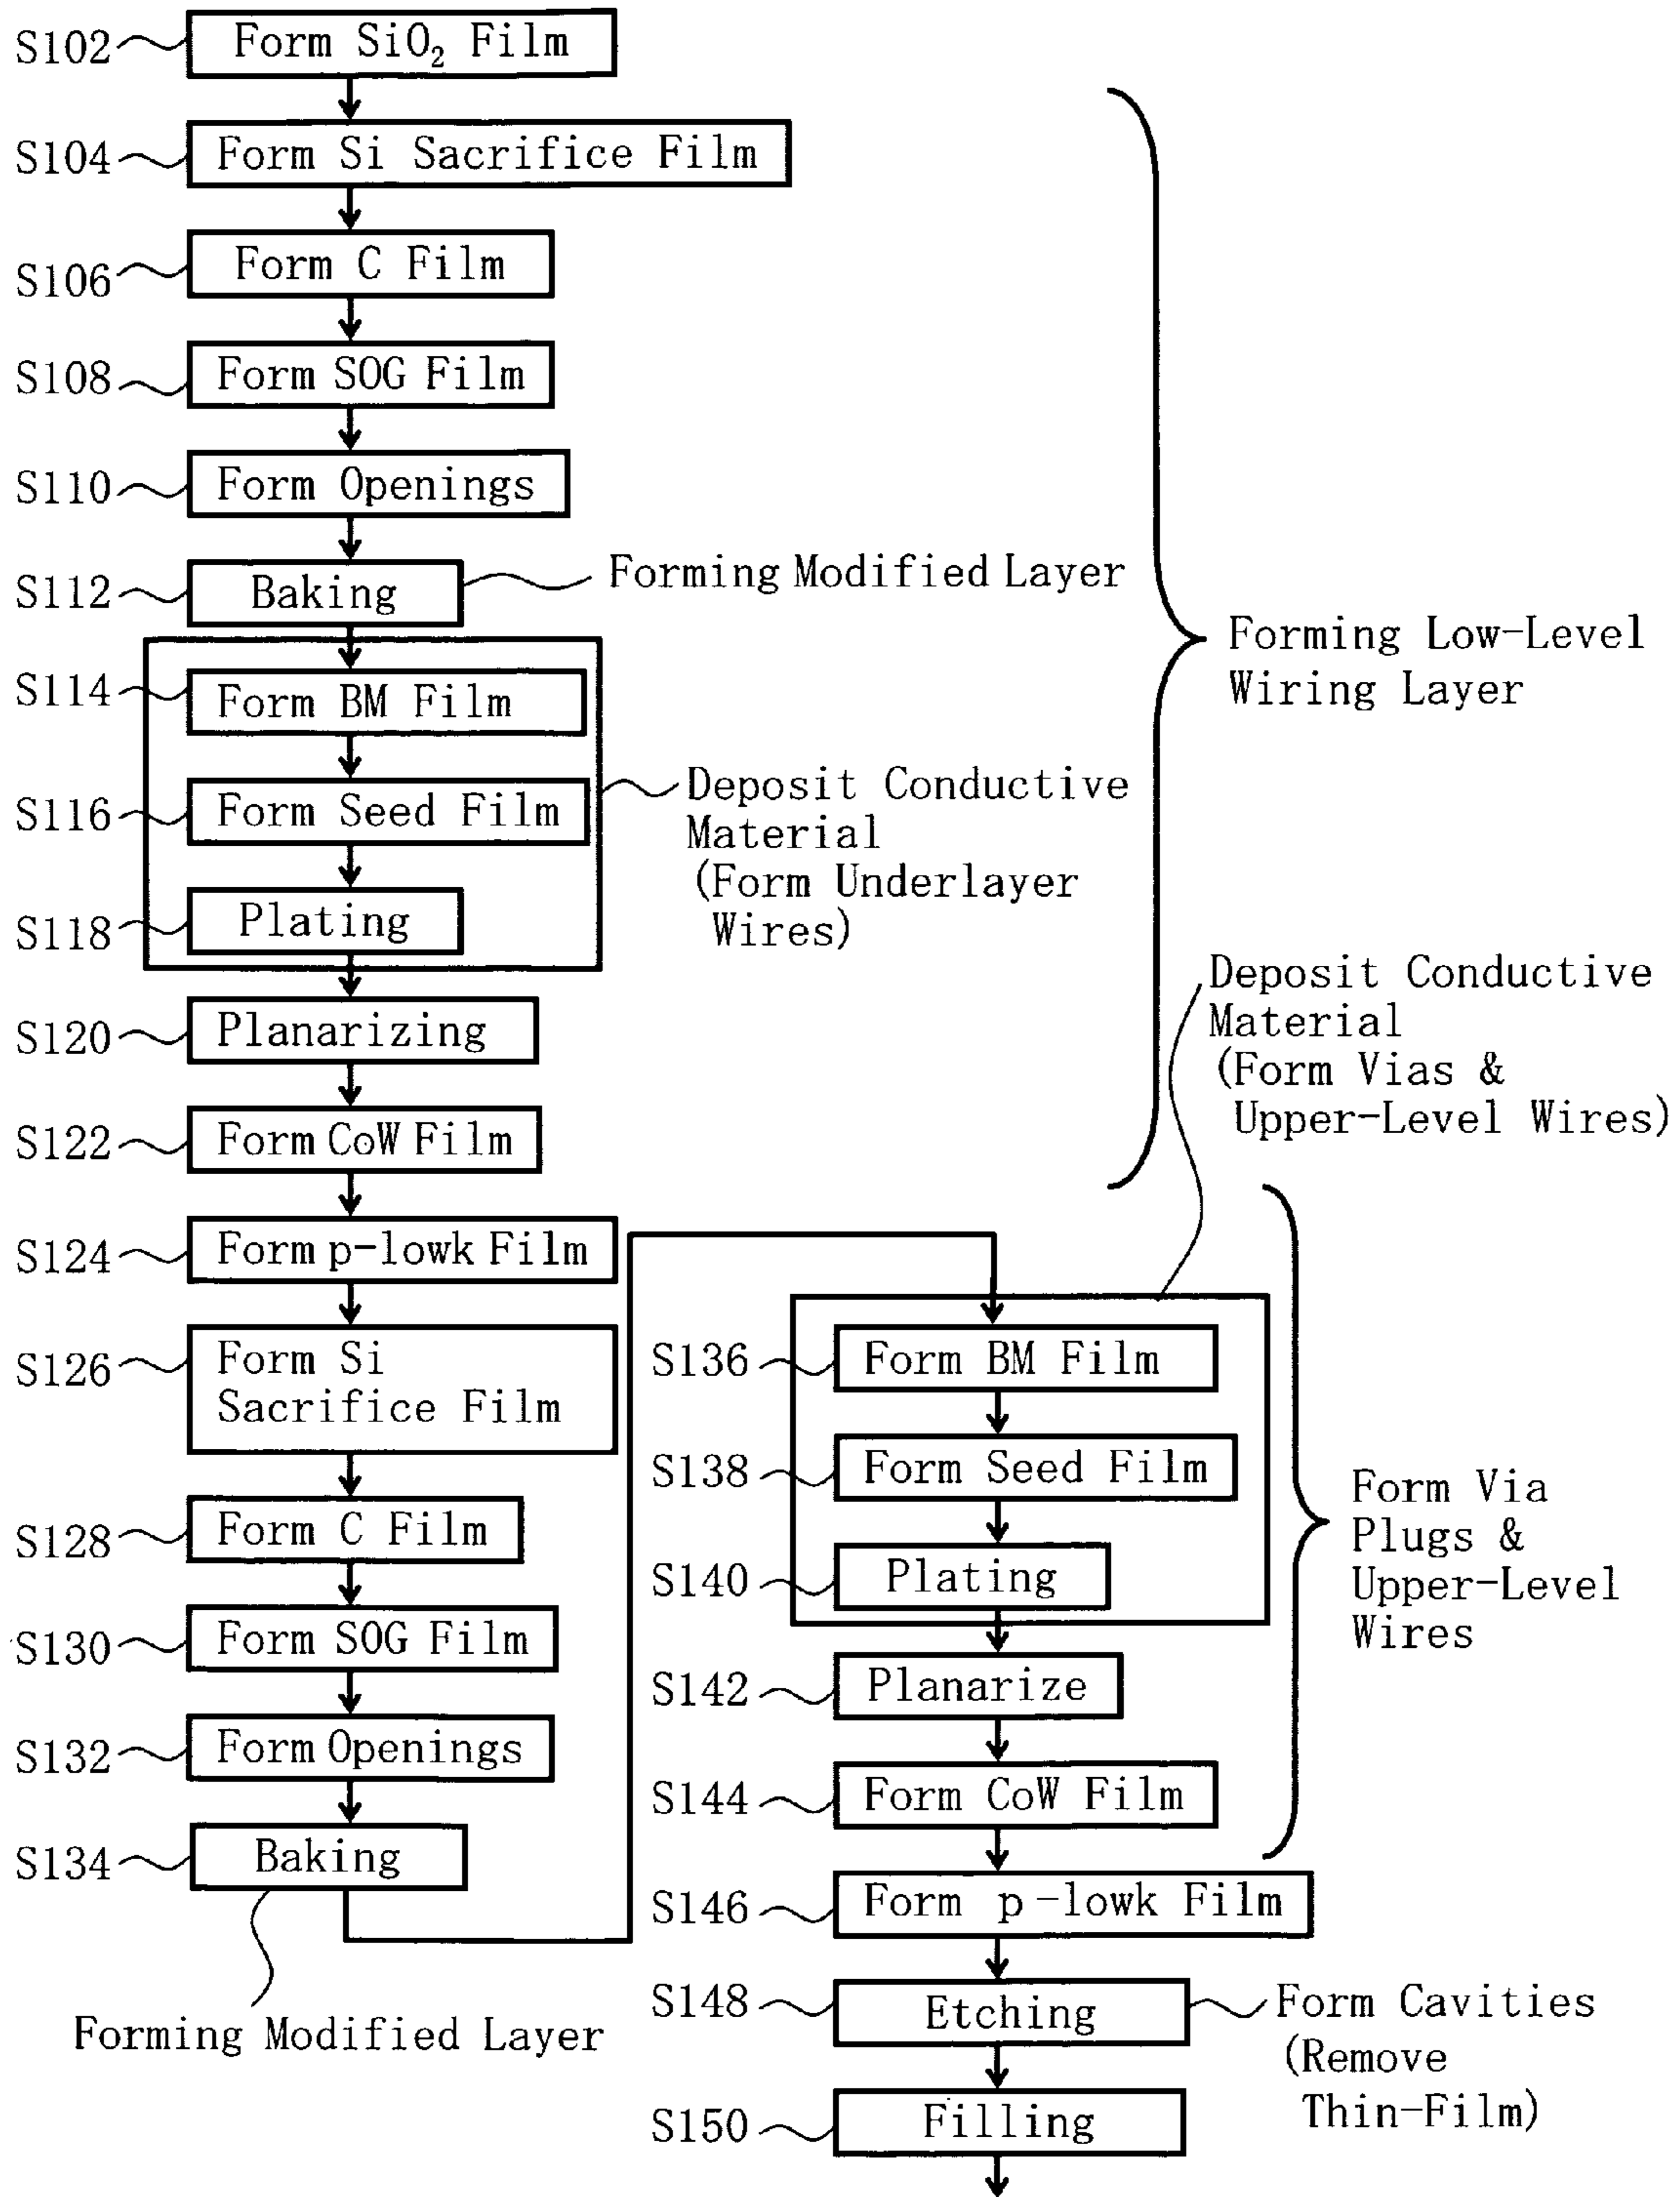 S102 Form SiO₂ Film
S104 Form Si Sacrifice Film
S106 Form C Film
S108 Form SOG Film
S110 Form Openings
S112 Baking
Forming Modified Layer
S114 Form BM Film
S116 Form Seed Film
S118 Plating
Deposit Conductive
Material
(Form Underlayer
Wires)
S120 Planarizing
S122 Form CoW Film
Forming Low-Level
Wiring Layer
S124 Form p-lowk Film
S126 Form Si
Sacrifice Film
S128 Form C Film
S130 Form SOG Film
S132 Form Openings
S134 Baking
Forming Modified Layer
Deposit Conductive
Material
(Form Vias &
Upper-Level Wires)
S136 Form BM Film
S138 Form Seed Film
S140 Plating
S142 Planarize
S144 Form CoW Film
Form Via
Plugs &
Upper-Level
Wires
S146 Form p-lowk Film
S148 Etching
Form Cavities
(Remove
Thin-Film)
S150 Filling